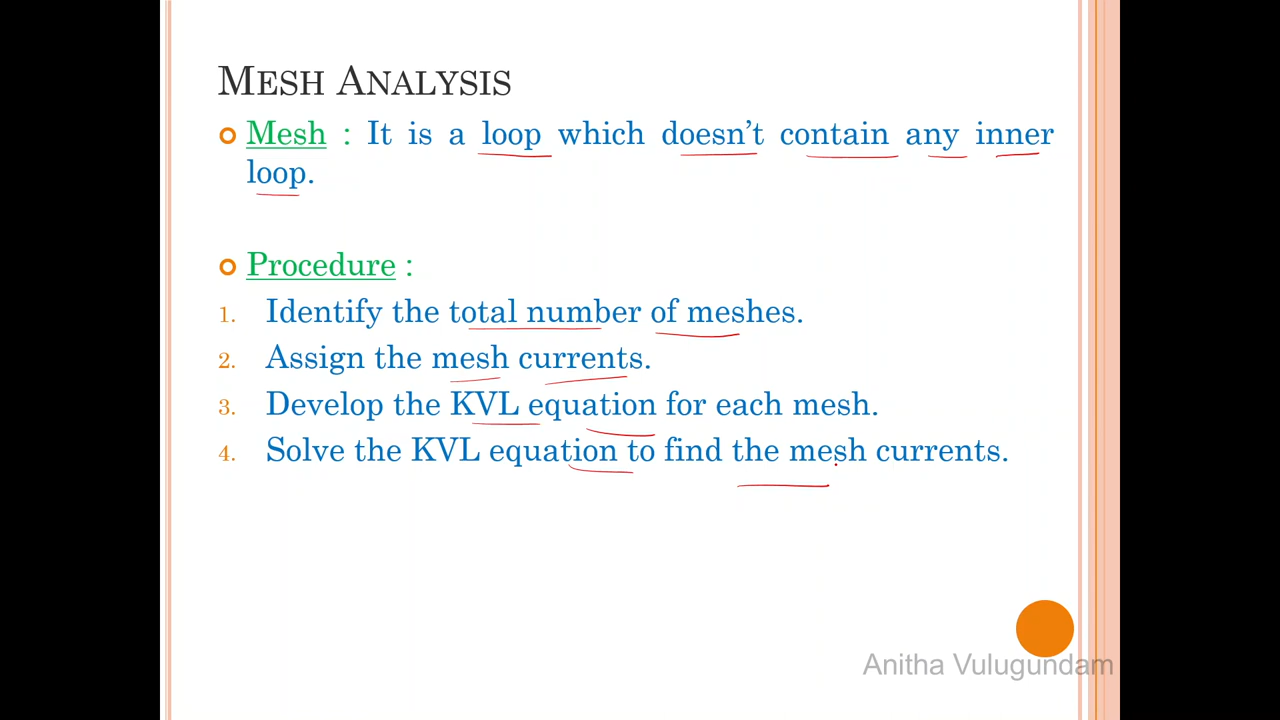 MESH ANALYSIS
Mesh : It is a loop which doesn't contain any inner
loop.
Procedure :
1. Identify the total number of meshes.
2. Assign the mesh currents.
3. Develop the KVL equation for each mesh.
4. Solve the KVL equation to find the mesh currents.
Anitha Vulugundam